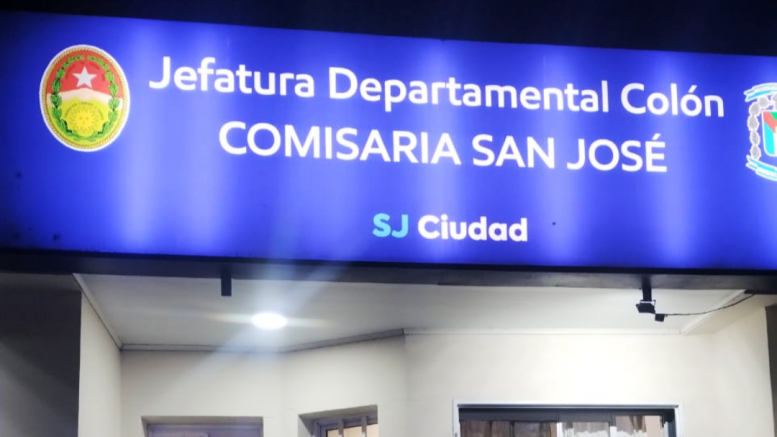 Jefatura Departamental Colón
COMISARIA SAN JOSÉ
SJ Ciudad